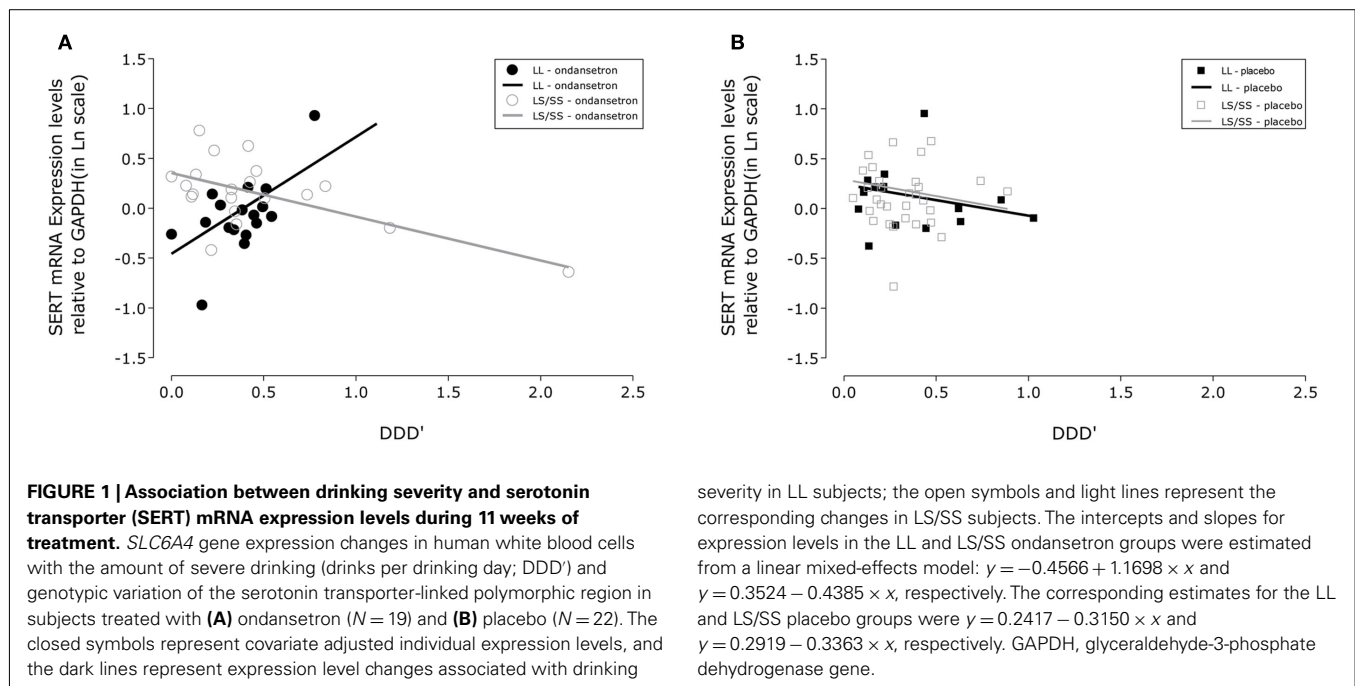 A
SERT mRNA Expression levels
relative to GAPDH(in Ln scale)
1.5
1.0
0.5
0.0
-0.5
-1.0
-1.5
0.0 0.5 1.0 1.5 2.0 2.5
DDD'
LL - ondansetron
LL - ondansetron
LS/SS - ondansetron
LS/SS - ondansetron
B
SERT mRNA Expression levels
relative to GAPDH(in Ln scale)
1.5
1.0
0.5
0.0
-0.5
-1.0
-1.5
0.0 0.5 1.0 1.5 2.0 2.5
DDD'
LL - placebo
LL - placebo
LS/SS - placebo
LS/SS - placebo
FIGURE 1 | Association between drinking severity and serotonin
transporter (SERT) mRNA expression levels during 11 weeks of
treatment. SLC6A4 gene expression changes in human white blood cells
with the amount of severe drinking (drinks per drinking day; DDD′) and
genotypic variation of the serotonin transporter-linked polymorphic region in
subjects treated with (A) ondansetron (N = 19) and (B) placebo (N = 22). The
closed symbols represent covariate adjusted individual expression levels, and
the dark lines represent expression level changes associated with drinking
severity in LL subjects; the open symbols and light lines represent the
corresponding changes in LS/SS subjects. The intercepts and slopes for
expression levels in the LL and LS/SS ondansetron groups were estimated
from a linear mixed-effects model: y = −0.4566 + 1.1698 × x and
y = 0.3524 − 0.4385 × x, respectively. The corresponding estimates for the LL
and LS/SS placebo groups were y = 0.2417 − 0.3150 × x and
y = 0.2919 − 0.3363 × x, respectively. GAPDH, glyceraldehyde-3-phosphate
dehydrogenase gene.